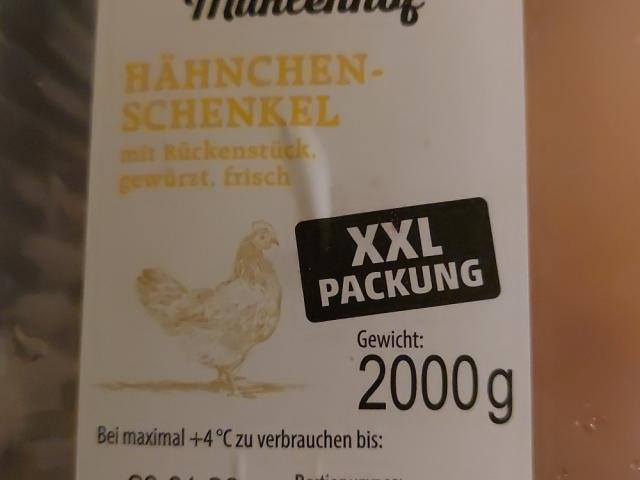 HÄHNCHEN-
SCHENKEL
mit Rückenstück,
gewürzt, frisch
XXL
PACKUNG
Gewicht:
2000g
Bei maximal +4 °C zu verbrauchen bis: